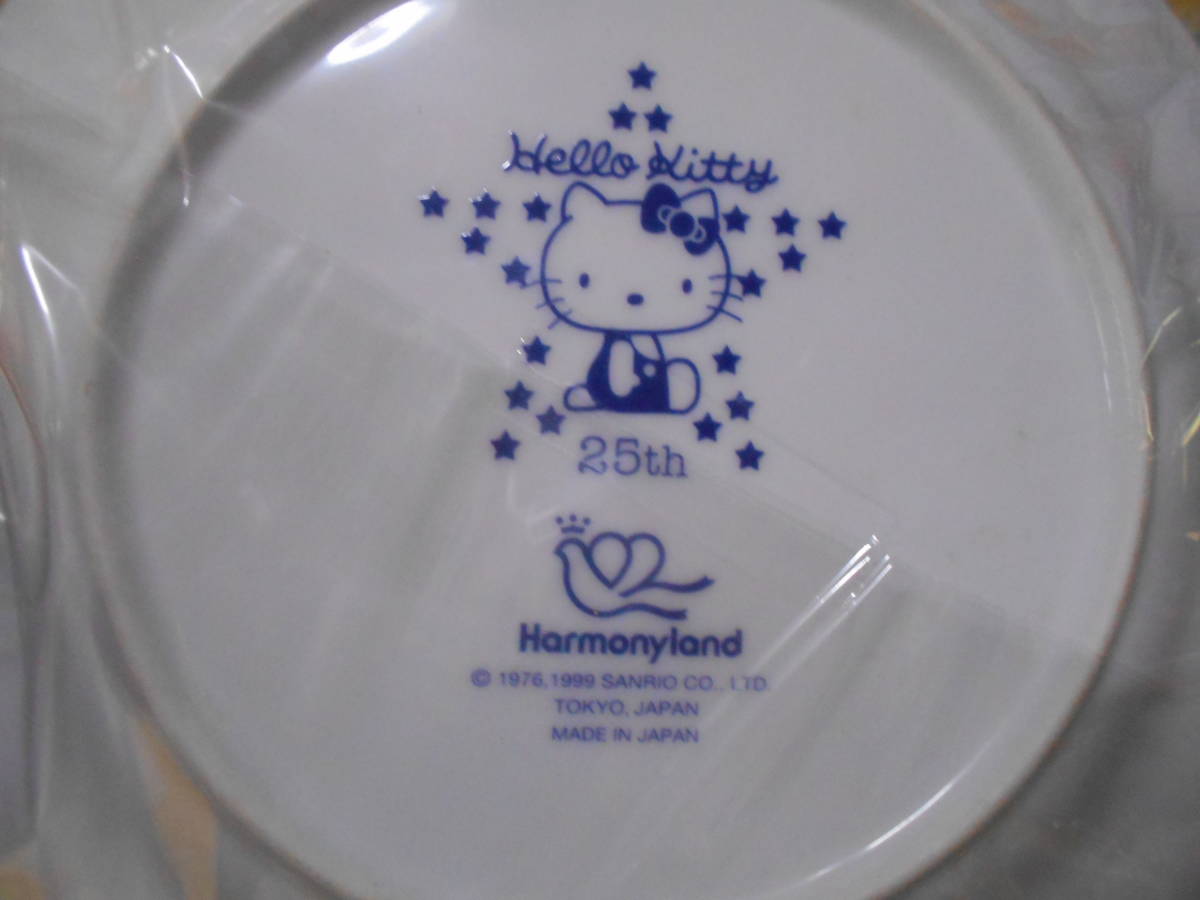 Hello Kitty
25th
Harmonyland
© 1976,1999 SANRIO CO., LTD.
TOKYO, JAPAN
MADE IN JAPAN